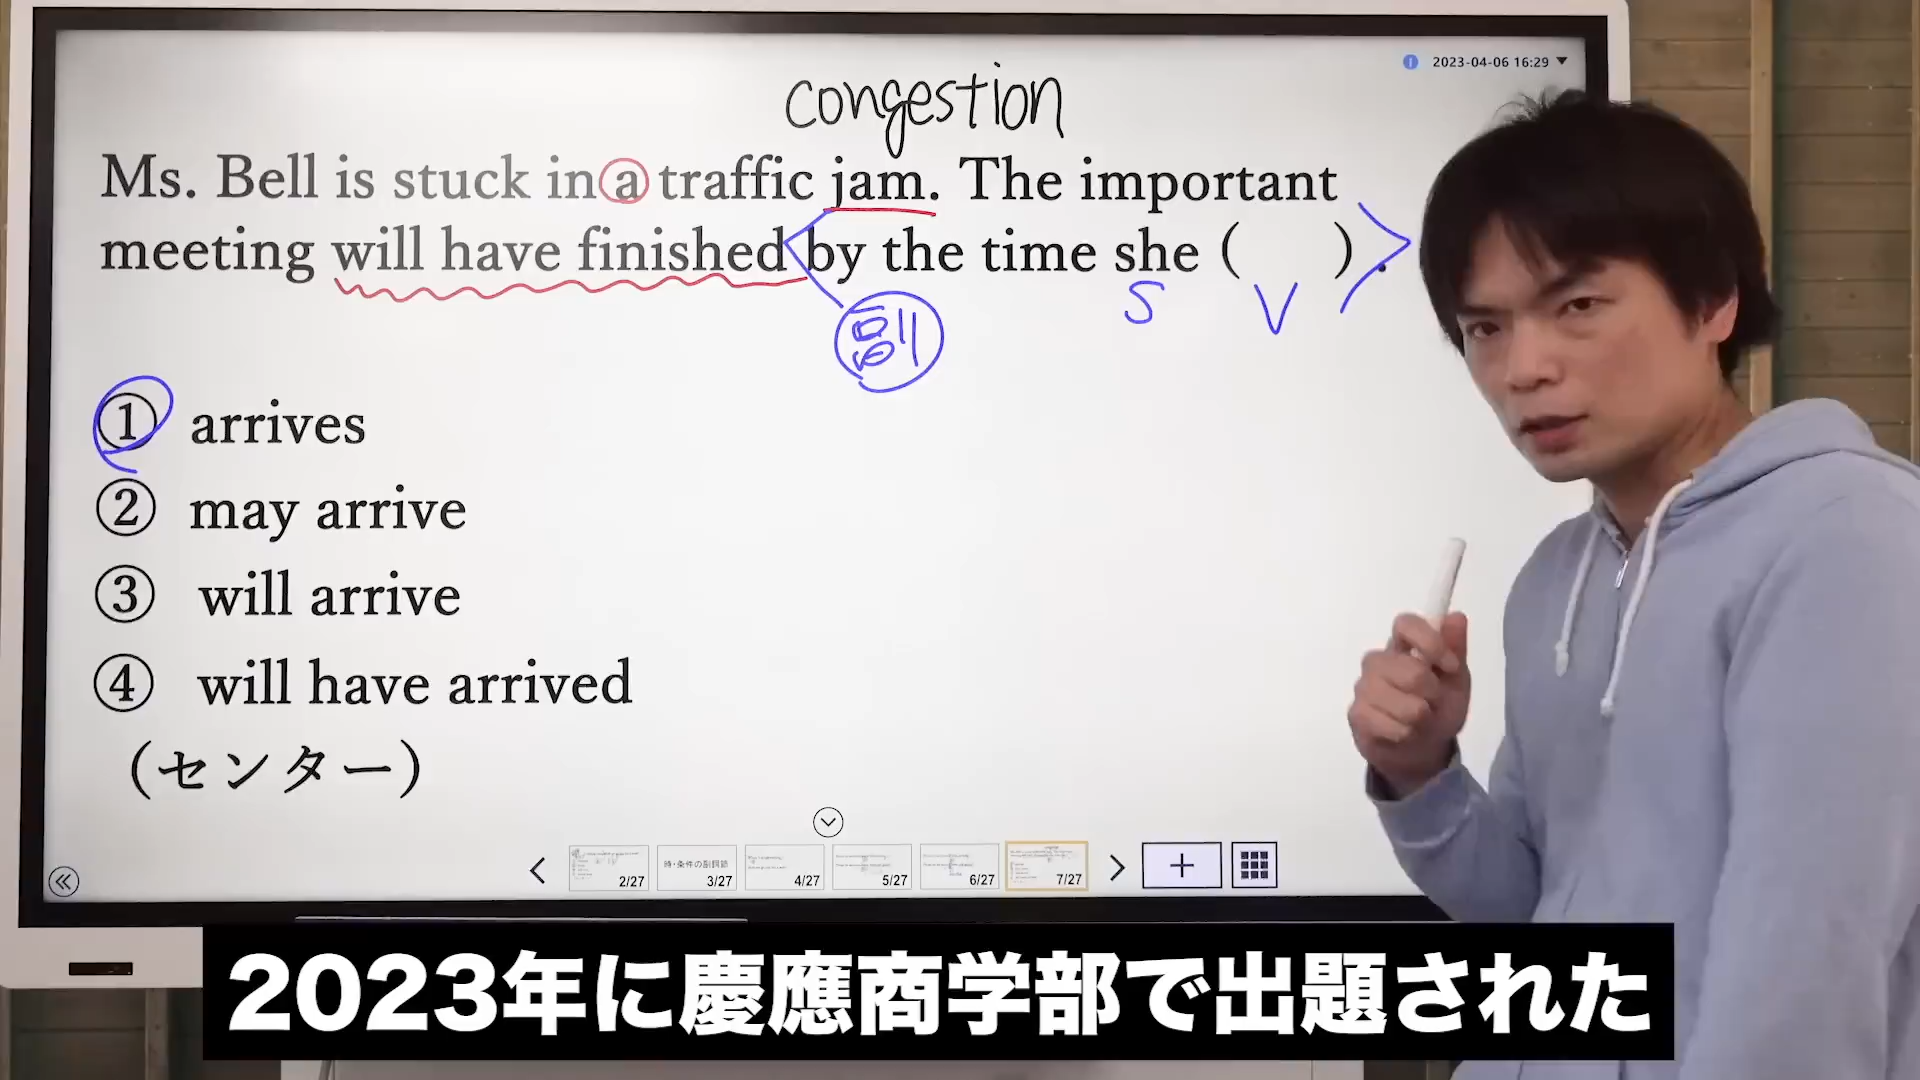 2023-04-06 16:29
congestion
Ms. Bell is stuck in a traffic jam. The important
meeting will have finished by the time she (    ).
S V
副
① arrives
② may arrive
③ will arrive
④ will have arrived
(センター)
2/27
時・条件の副詞節
3/27
4/27
5/27
6/27
7/27
2023年に慶應商学部で出題された